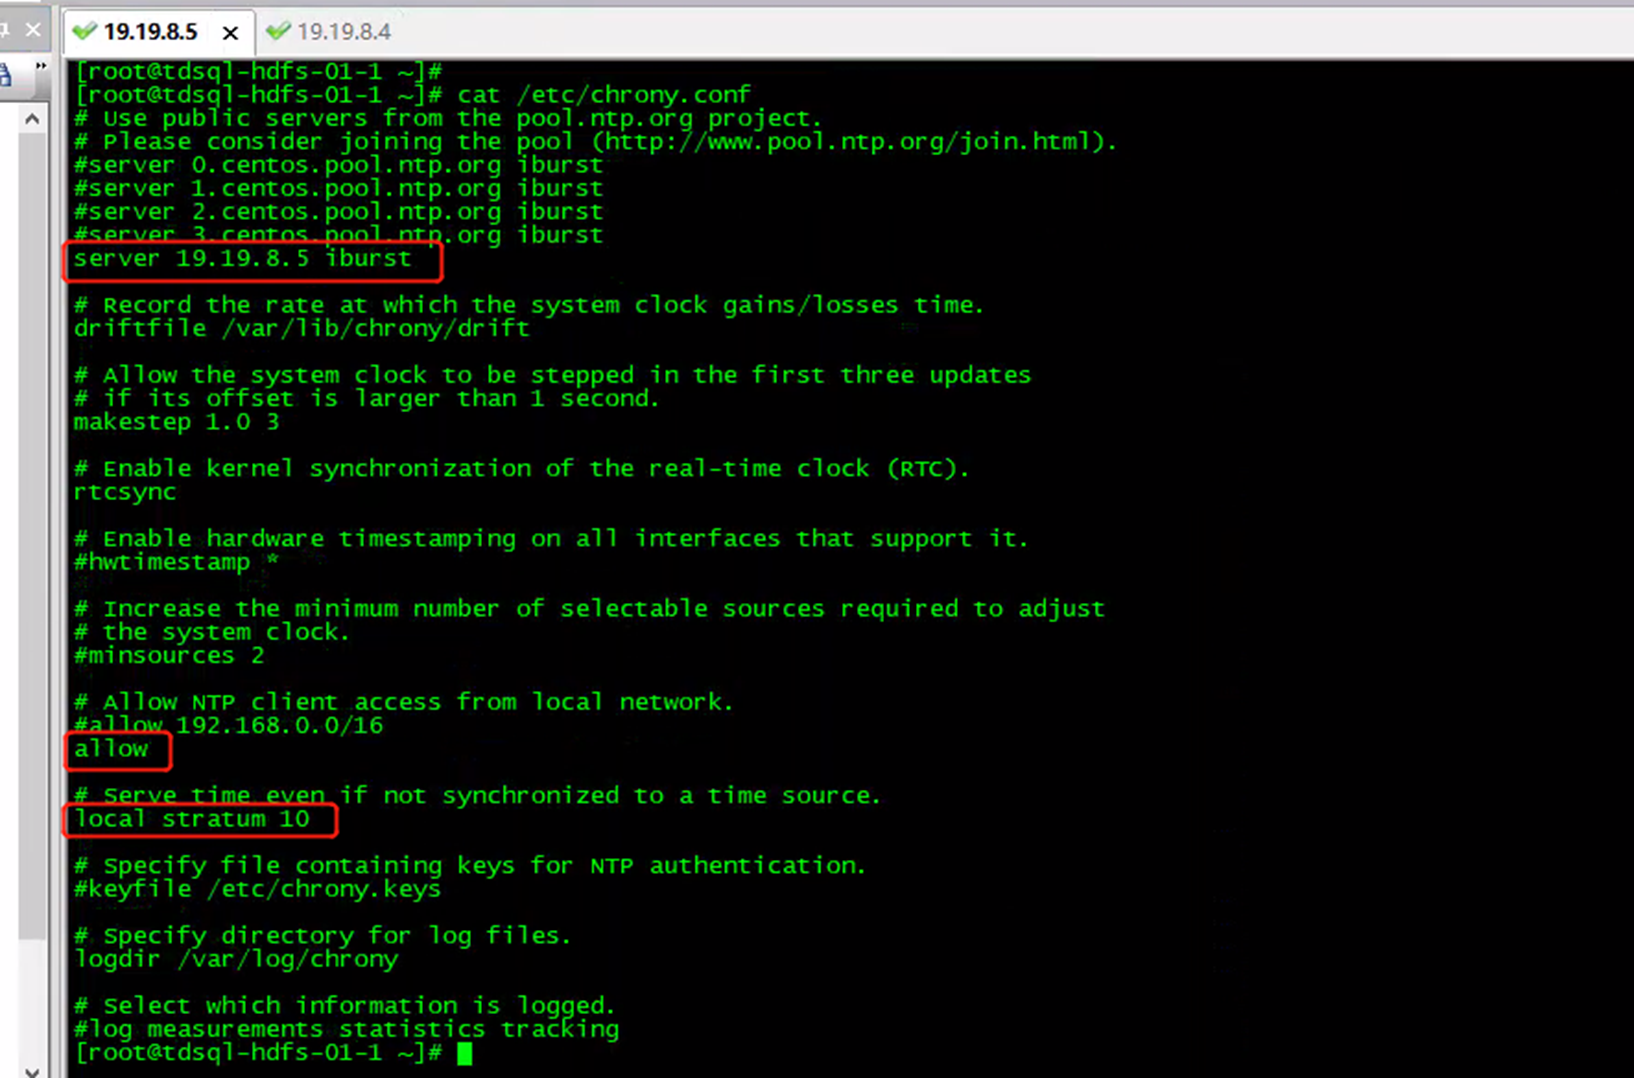 19.19.8.5 19.19.8.4
[root@tdsql-hdfs-01-1 ~]#
[root@tdsql-hdfs-01-1 ~]# cat /etc/chrony.conf
# Use public servers from the pool.ntp.org project.
# Please consider joining the pool (http://www.pool.ntp.org/join.html).
#server 0.centos.pool.ntp.org iburst
#server 1.centos.pool.ntp.org iburst
#server 2.centos.pool.ntp.org iburst
#server 3.centos.pool.ntp.org iburst
server 19.19.8.5 iburst
# Record the rate at which the system clock gains/losses time.
driftfile /var/lib/chrony/drift
# Allow the system clock to be stepped in the first three updates
# if its offset is larger than 1 second.
makestep 1.0 3
# Enable kernel synchronization of the real-time clock (RTC).
rtcsync
# Enable hardware timestamping on all interfaces that support it.
#hwtimestamp *
# Increase the minimum number of selectable sources required to adjust
# the system clock.
#minsources 2
# Allow NTP client access from local network.
#allow 192.168.0.0/16
allow
# Serve time even if not synchronized to a time source.
local stratum 10
# Specify file containing keys for NTP authentication.
#keyfile /etc/chrony.keys
# Specify directory for log files.
logdir /var/log/chrony
# Select which information is logged.
#log measurements statistics tracking
[root@tdsql-hdfs-01-1 ~]#